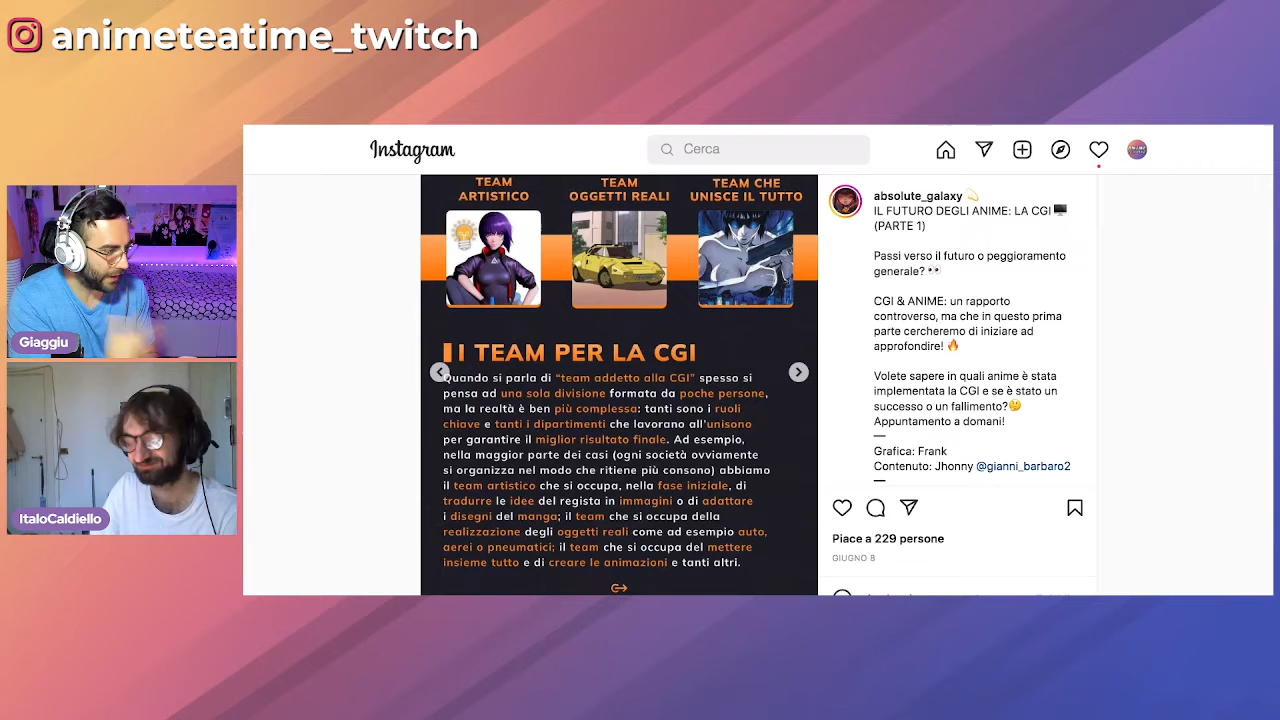 animeteatime_twitch
Instagram
Cerca
TEAM
ARTISTICO
TEAM
OGGETTI REALI
TEAM CHE
UNISCE IL TUTTO
I TEAM PER LA CGI
Quando si parla di “team addetto alla CGI” spesso si
pensa ad una sola divisione formata da poche persone,
ma la realtà è ben più complessa: tanti sono i ruoli
chiave e tanti i dipartimenti che lavorano all’unisono
per garantire il miglior risultato finale. Ad esempio,
nella maggior parte dei casi (ogni società ovviamente
si organizza nel modo che ritiene più consono) abbiamo
il team artistico che si occupa, nella fase iniziale, di
tradurre le idee del regista in immagini o di adattare
i disegni del manga; il team che si occupa della
realizzazione degli oggetti reali come ad esempio auto,
aerei o pneumatici; il team che si occupa del mettere
insieme tutto e di creare le animazioni e tanti altri.
absolute_galaxy 💫
IL FUTURO DEGLI ANIME: LA CGI🖥️
(PARTE 1)
Passi verso il futuro o peggioramento
generale? 👀
CGI & ANIME: un rapporto
controverso, ma che in questo prima
parte cercheremo di iniziare ad
approfondire! 🔥
Volete sapere in quali anime è stata
implementata la CGI e se è stato un
successo o un fallimento?🤔
Appuntamento a domani!
—
Grafica: Frank
Contenuto: Jhonny @gianni_barbaro2
—
Piace a 229 persone
GIUGNO 8
Giaggiu
ItaloCaldiello